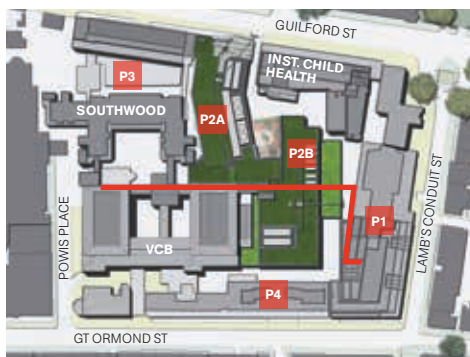 GUILFORD ST
INST. CHILD
HEALTH
P3
SOUTHWOOD
P2A
P2B
P1
LAMB'S CONDUIT ST
POWIS PLACE
VCB
P4
GT ORMOND ST